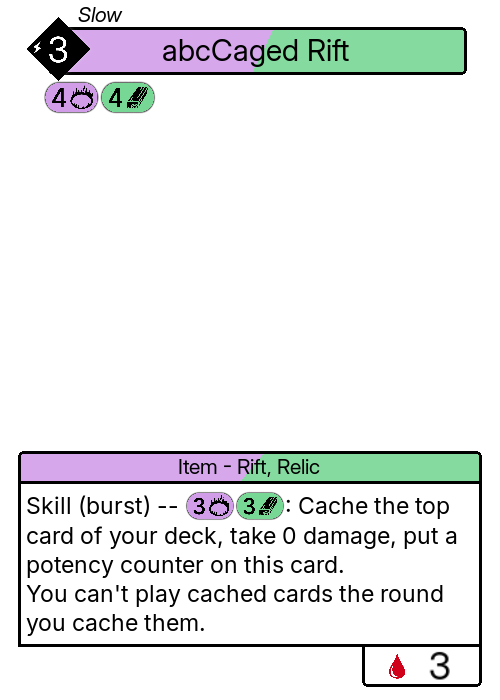 Slow
3
abcCaged Rift
4 4
Item - Rift, Relic
Skill (burst) -- 3 3 : Cache the top
card of your deck, take 0 damage, put a
potency counter on this card.
You can't play cached cards the round
you cache them.
3